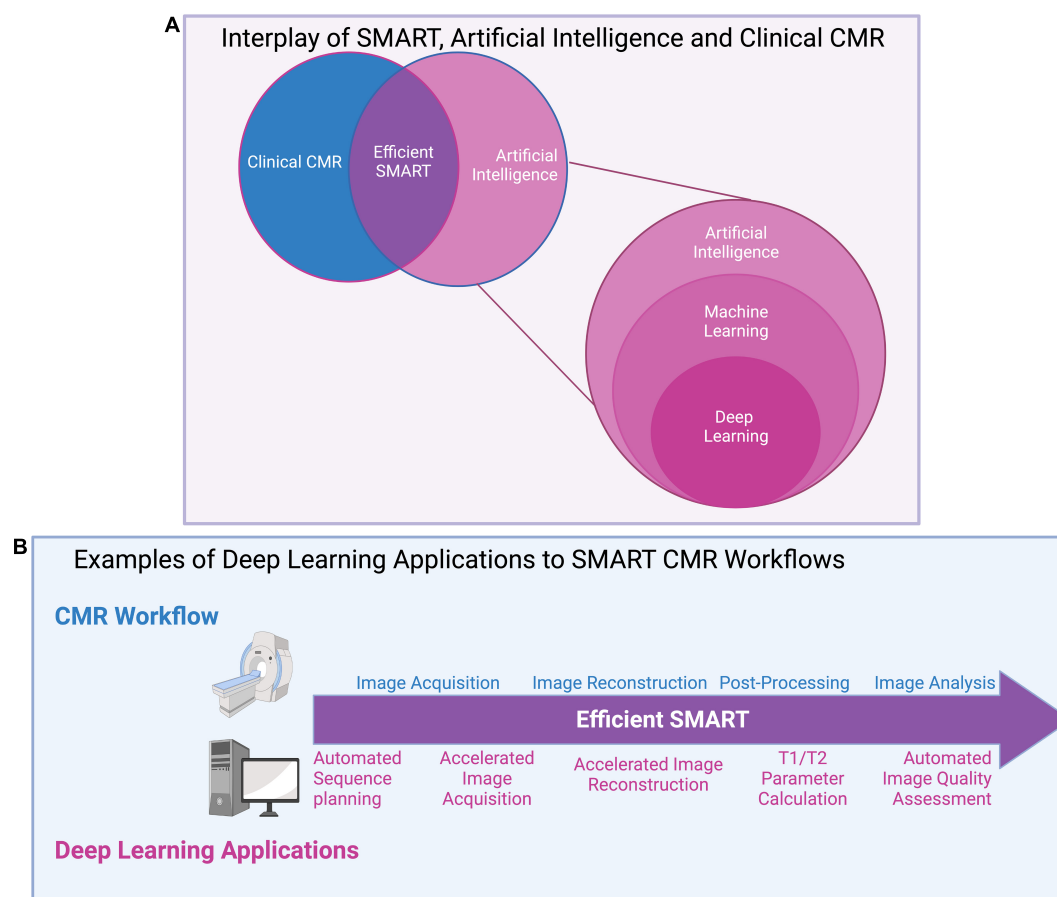 A
Interplay of SMART, Artificial Intelligence and Clinical CMR
Clinical CMR
Efficient
SMART
Artificial
Intelligence
Artificial
Intelligence
Machine
Learning
Deep
Learning
B
Examples of Deep Learning Applications to SMART CMR Workflows
CMR Workflow
Image Acquisition
Image Reconstruction
Post-Processing
Image Analysis
Efficient SMART
Automated
Sequence
planning
Accelerated
Image
Acquisition
Accelerated Image
Reconstruction
T1/T2
Parameter
Calculation
Automated
Image Quality
Assessment
Deep Learning Applications